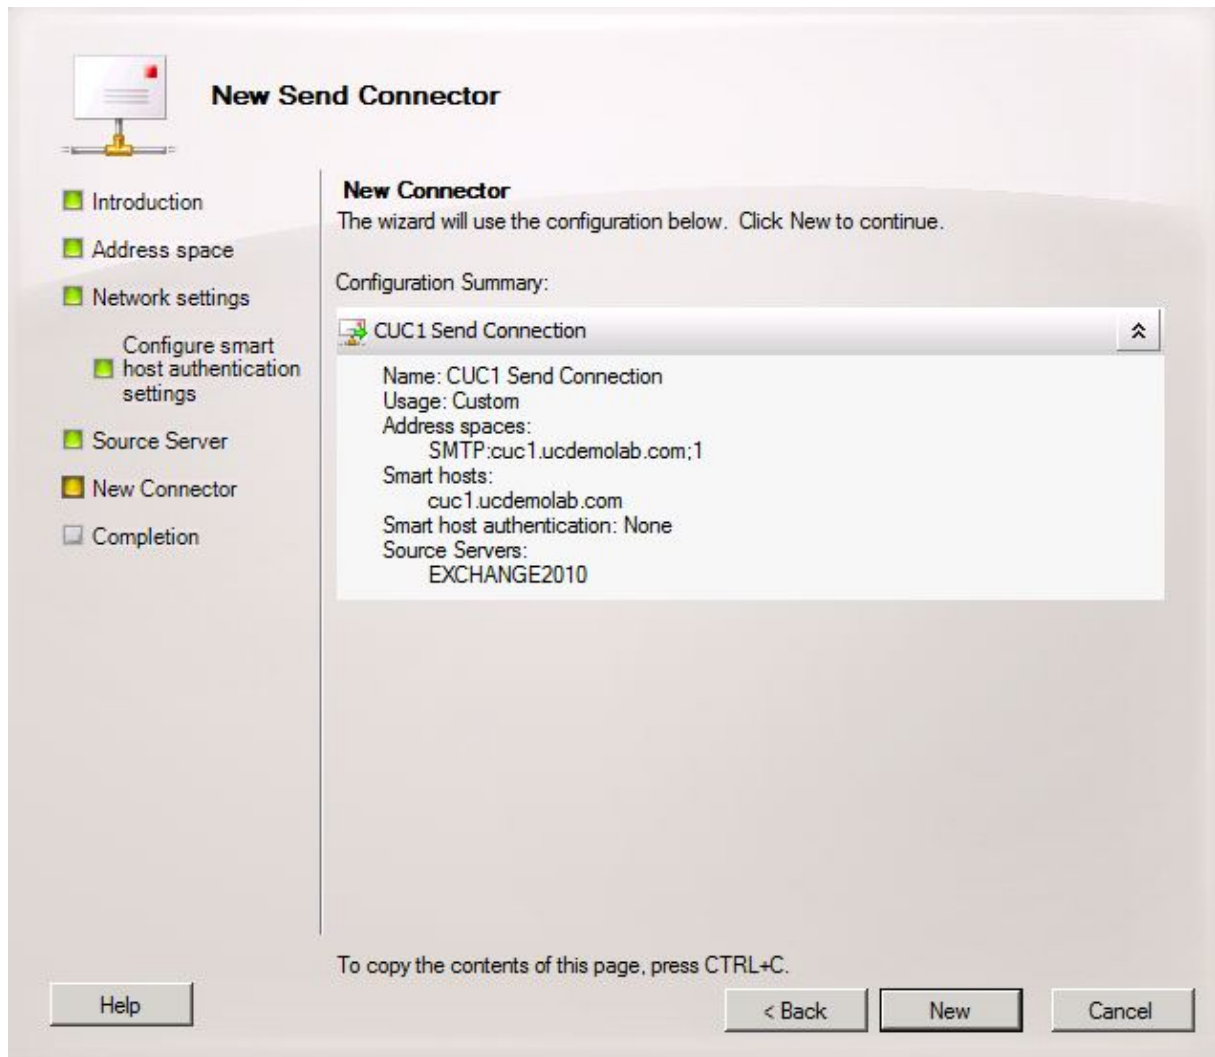 New Send Connector
Introduction
Address space
Network settings
Configure smart
host authentication
settings
Source Server
New Connector
Completion
New Connector
The wizard will use the configuration below. Click New to continue.
Configuration Summary:
CUC1 Send Connection
Name: CUC1 Send Connection
Usage: Custom
Address spaces:
SMTP:cuc1.ucdemolab.com;1
Smart hosts:
cuc1.ucdemolab.com
Smart host authentication: None
Source Servers:
EXCHANGE2010
To copy the contents of this page, press CTRL+C.
Help
< Back
New
Cancel